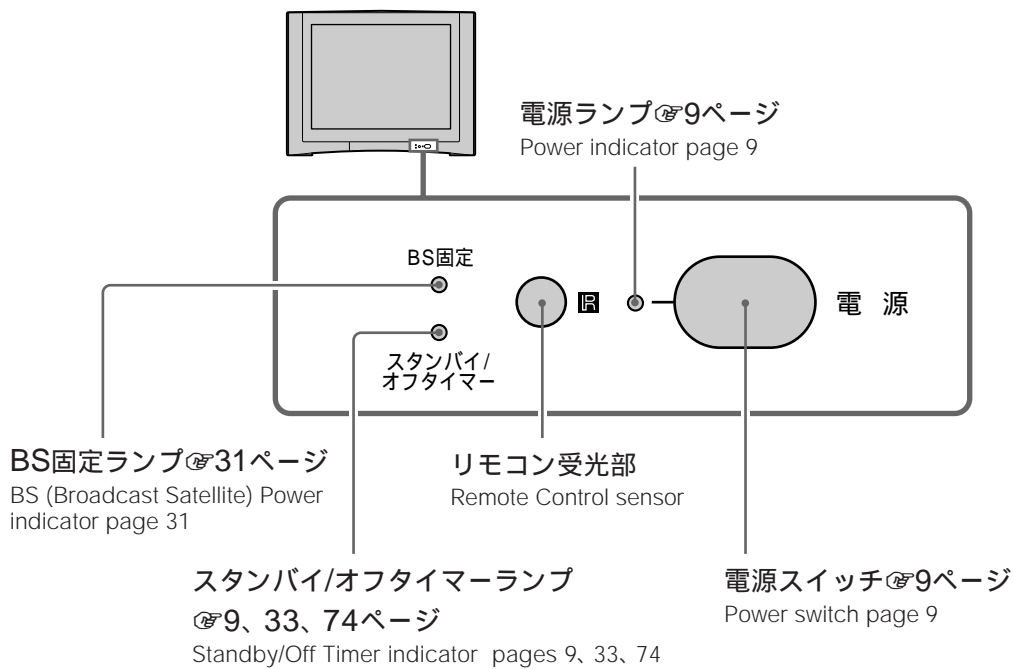 電源ランプ☞9ページ
Power indicator page 9
BS固定
電 源
スタンバイ/
オフタイマー
BS固定ランプ☞31ページ
BS (Broadcast Satellite) Power
indicator page 31
リモコン受光部
Remote Control sensor
スタンバイ/オフタイマーランプ
☞9、33、74ページ
Standby/Off Timer indicator pages 9、33、74
電源スイッチ☞9ページ
Power switch page 9